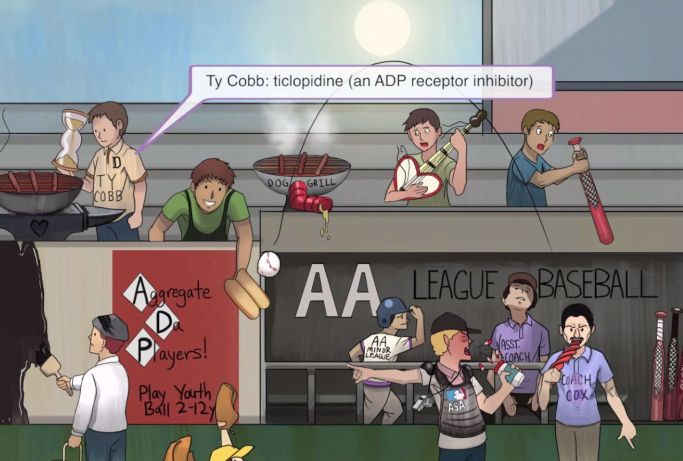 Ty Cobb: ticlopidine (an ADP receptor inhibitor)
D
TY
COBB
DOG GRILL
AA LEAGUE BASEBALL
Aggregate
Da
Players!
Play Youth
Ball 2-12y
AA
MINOR
LEAGUE
ASST.
COACH
COACH
COX
ASA